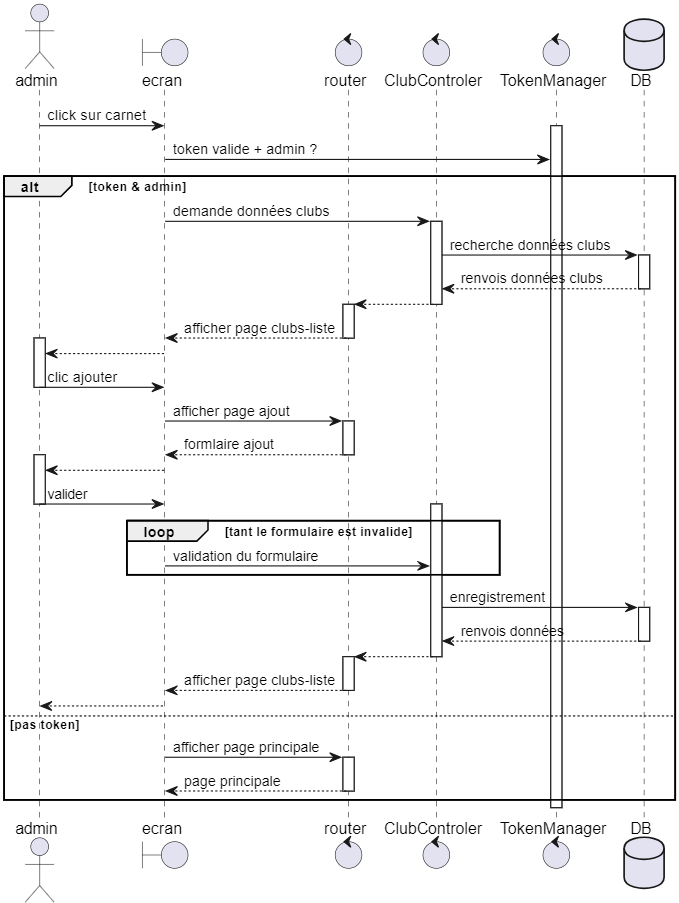 admin ecran router ClubControler TokenManager DB
click sur carnet
token valide + admin ?
alt [token & admin]
demande données clubs
recherche données clubs
renvois données clubs
afficher page clubs-liste
clic ajouter
afficher page ajout
formlaire ajout
valider
loop [tant le formulaire est invalide]
validation du formulaire
enregistrement
renvois données
afficher page clubs-liste
[pas token]
afficher page principale
page principale
admin ecran router ClubControler TokenManager DB